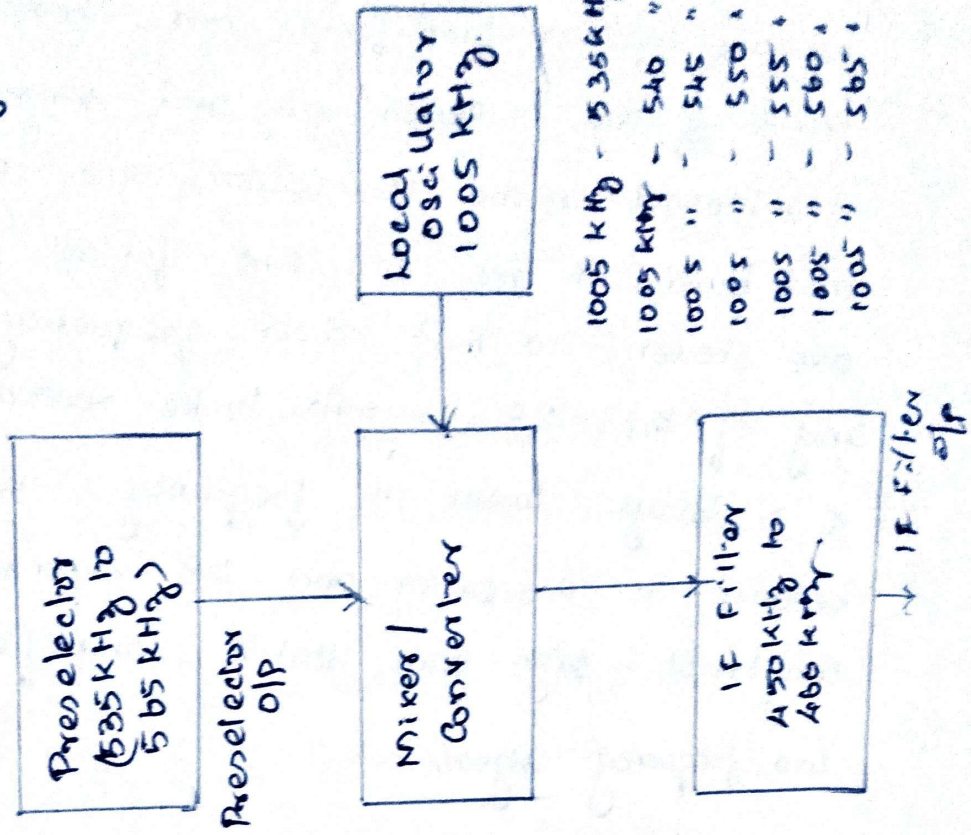 Preselector
(535 kHz to
565 kHz)
Preselector
O/P
Mixer /
Converter
Local
oscillator
1005 kHz
IF Filter
450 kHz to
460 kHz.
IF Filter
O/P
1005 kHz - 535 kH
1005 kHz - 540 "
1005 " - 545 "
1005 " - 550 "
1005 " - 555 "
1005 " - 560 "
1005 " - 565 "